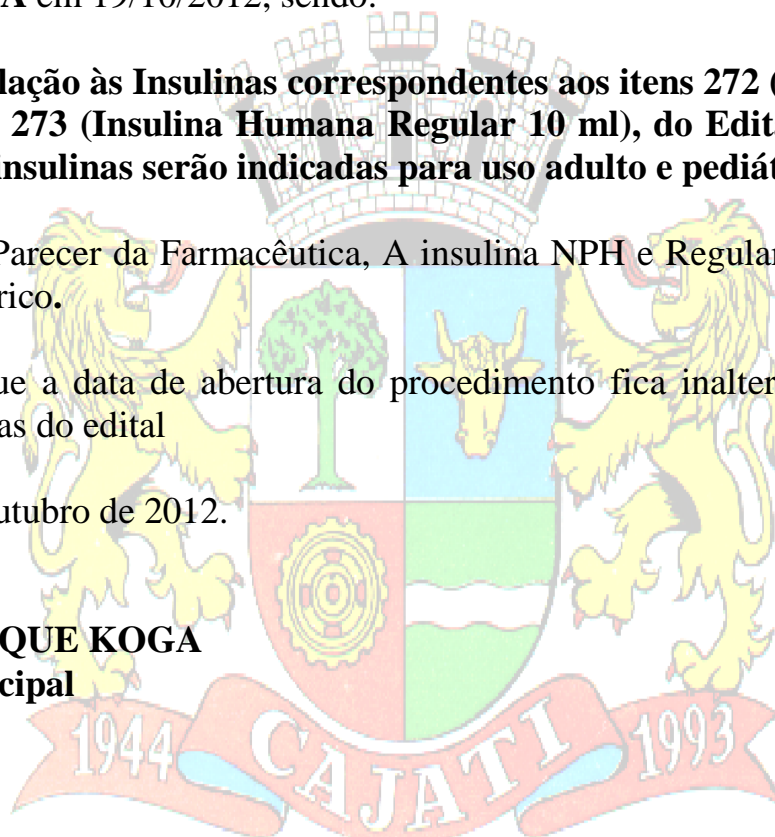 A em 19/10/2012, sendo:
lação às Insulinas correspondentes aos itens 272 (
273 (Insulina Humana Regular 10 ml), do Edit
insulinas serão indicadas para uso adulto e pediát
Parecer da Farmacêutica, A insulina NPH e Regular
rico.
ue a data de abertura do procedimento fica inalter
as do edital
utubro de 2012.
QUE KOGA
cipal
1944 CAJATI 1993